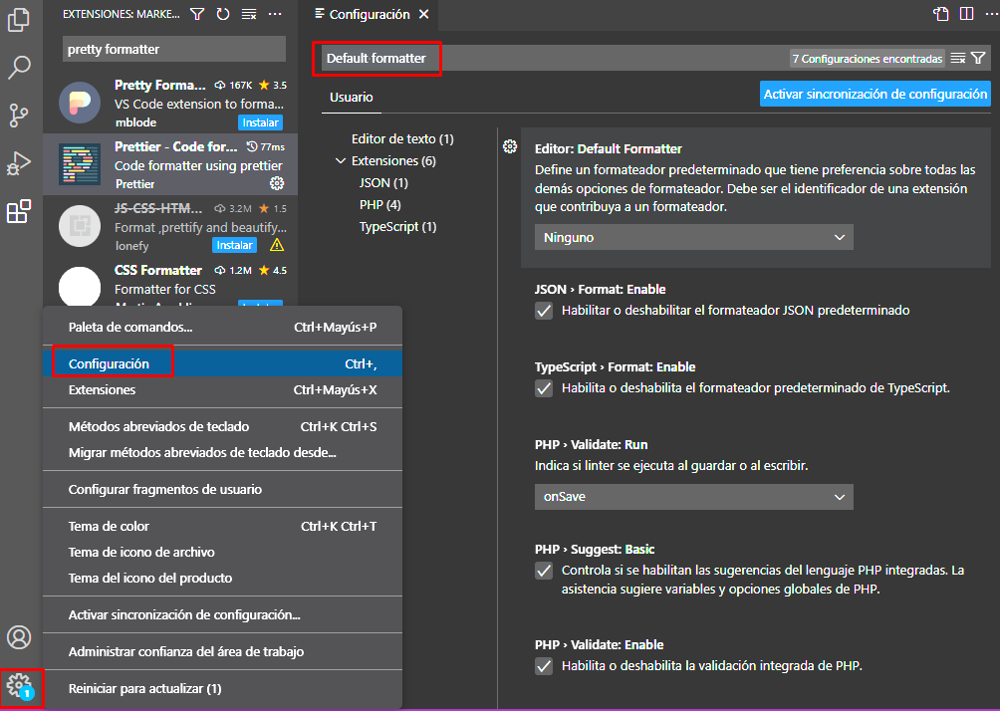 EXTENSIONES: MARKE...
pretty formatter
Pretty Forma... 167K 3.5
VS Code extension to forma...
mblode Instalar
Prettier - Code for... 77ms
Code formatter using prettier
Prettier
JS-CSS-HTM... 3.2M 1.5
Format ,prettify and beautify...
lonefy Instalar
CSS Formatter 1.2M 4.5
Formatter for CSS
Paleta de comandos... Ctrl+Mayús+P
Configuración Ctrl+,
Extensiones Ctrl+Mayús+X
Métodos abreviados de teclado Ctrl+K Ctrl+S
Migrar métodos abreviados de teclado desde...
Configurar fragmentos de usuario
Tema de color Ctrl+K Ctrl+T
Tema de icono de archivo
Tema del icono del producto
Activar sincronización de configuración...
Administrar confianza del área de trabajo
Reiniciar para actualizar (1)
1
Configuración
Default formatter
7 Configuraciones encontradas
Usuario
Activar sincronización de configuración
Editor de texto (1)
Extensiones (6)
JSON (1)
PHP (4)
TypeScript (1)
Editor: Default Formatter
Define un formateador predeterminado que tiene preferencia sobre todas las
demás opciones de formateador. Debe ser el identificador de una extensión
que contribuya a un formateador.
Ninguno
JSON › Format: Enable
Habilitar o deshabilitar el formateador JSON predeterminado
TypeScript › Format: Enable
Habilita o deshabilita el formateador predeterminado de TypeScript.
PHP › Validate: Run
Indica si linter se ejecuta al guardar o al escribir.
onSave
PHP › Suggest: Basic
Controla si se habilitan las sugerencias del lenguaje PHP integradas. La
asistencia sugiere variables y opciones globales de PHP.
PHP › Validate: Enable
Habilita o deshabilita la validación integrada de PHP.